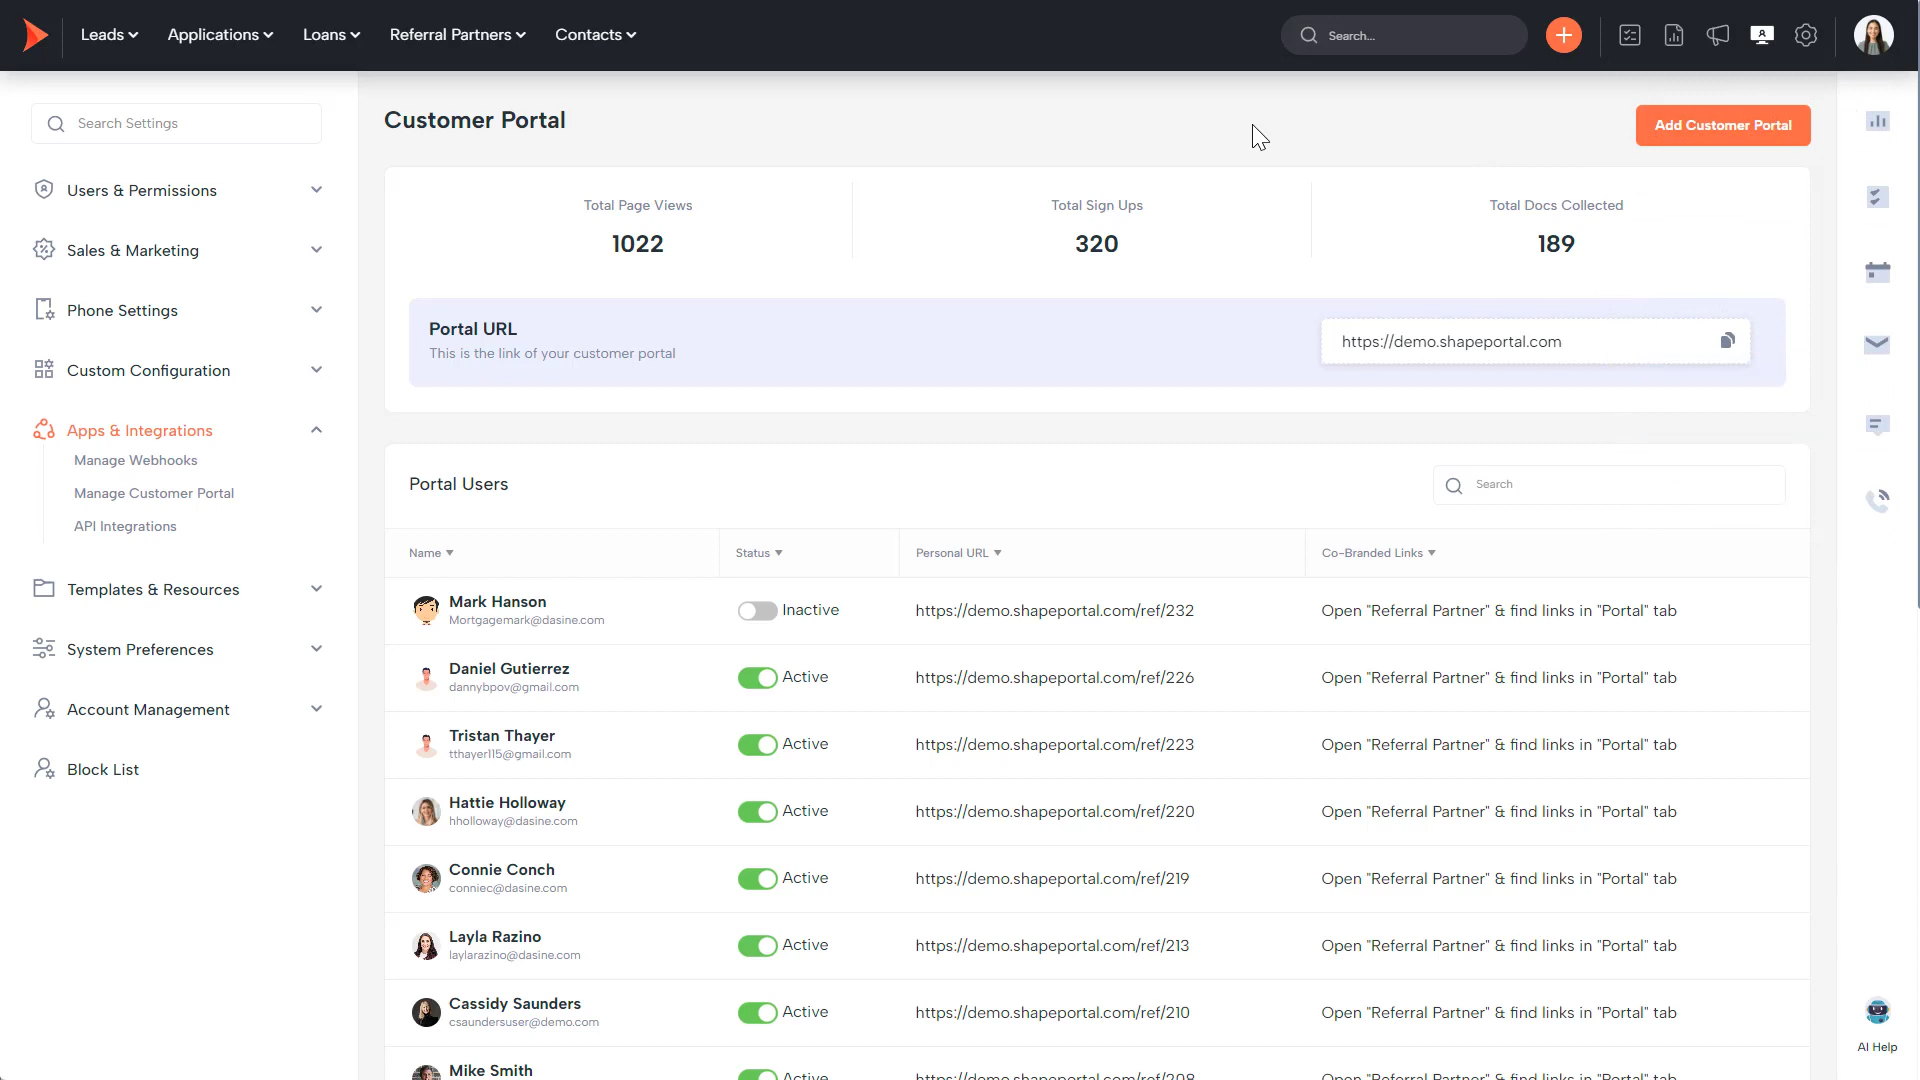 Leads
Applications
Loans
Referral Partners
Contacts
Search...
Search Settings
Users & Permissions
Sales & Marketing
Phone Settings
Custom Configuration
Apps & Integrations
Manage Webhooks
Manage Customer Portal
API Integrations
Templates & Resources
System Preferences
Account Management
Block List
Customer Portal
Add Customer Portal
Total Page Views
1022
Total Sign Ups
320
Total Docs Collected
189
Portal URL
This is the link of your customer portal
https://demo.shapeportal.com
Portal Users
Search
Name
Status
Personal URL
Co-Branded Links
Mark Hanson
Mortgagemark@dasine.com
Inactive
https://demo.shapeportal.com/ref/232
Open "Referral Partner" & find links in "Portal" tab
Daniel Gutierrez
dannybpov@gmail.com
Active
https://demo.shapeportal.com/ref/226
Open "Referral Partner" & find links in "Portal" tab
Tristan Thayer
tthayer115@gmail.com
Active
https://demo.shapeportal.com/ref/223
Open "Referral Partner" & find links in "Portal" tab
Hattie Holloway
hholloway@dasine.com
Active
https://demo.shapeportal.com/ref/220
Open "Referral Partner" & find links in "Portal" tab
Connie Conch
conniec@dasine.com
Active
https://demo.shapeportal.com/ref/219
Open "Referral Partner" & find links in "Portal" tab
Layla Razino
laylarazino@dasine.com
Active
https://demo.shapeportal.com/ref/213
Open "Referral Partner" & find links in "Portal" tab
Cassidy Saunders
csaundersuser@demo.com
Active
https://demo.shapeportal.com/ref/210
Open "Referral Partner" & find links in "Portal" tab
Mike Smith
Active
https://demo.shapeportal.com/ref/208
Open "Referral Partner" & find links in "Portal" tab
AI Help